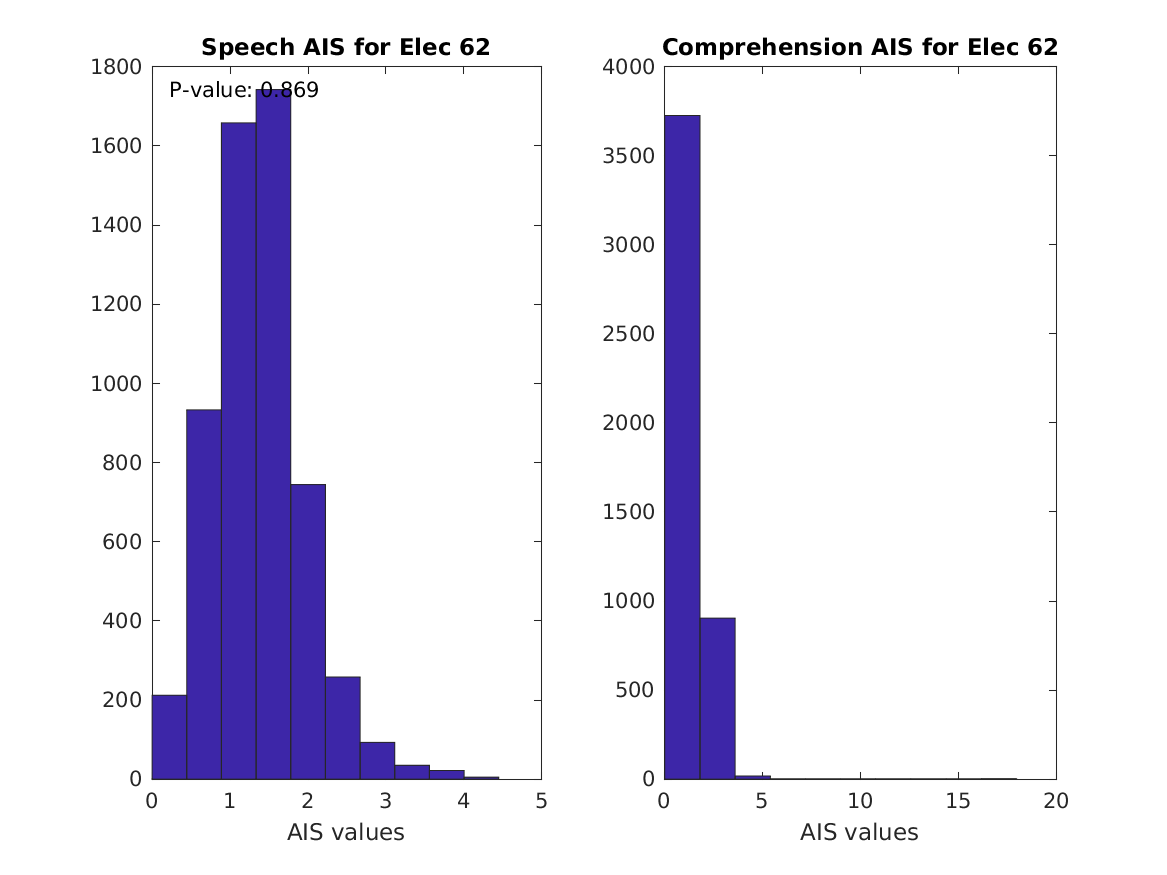 Speech AIS for Elec 62
P-value: 0.869
1800
1600
1400
1200
1000
800
600
400
200
0
0 1 2 3 4 5
AIS values
Comprehension AIS for Elec 62
4000
3500
3000
2500
2000
1500
1000
500
0
0 5 10 15 20
AIS values